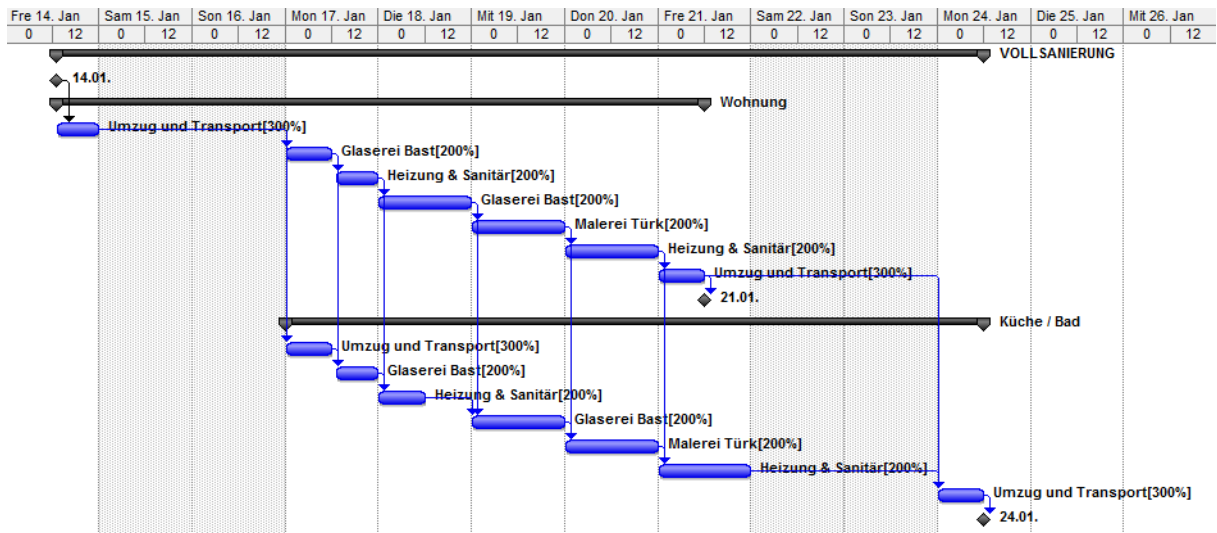 Fre 14. Jan Sam 15. Jan Son 16. Jan Mon 17. Jan Die 18. Jan Mit 19. Jan Don 20. Jan Fre 21. Jan Sam 22. Jan Son 23. Jan Mon 24. Jan Die 25. Jan Mit 26. Jan
0 12 0 12 0 12 0 12 0 12 0 12 0 12 0 12 0 12 0 12 0 12 0 12 0 12
VOLLSANIERUNG
14.01.
Wohnung
Umzug und Transport[300%]
Glaserei Bast[200%]
Heizung & Sanitär[200%]
Glaserei Bast[200%]
Malerei Türk[200%]
Heizung & Sanitär[200%]
Umzug und Transport[300%]
21.01.
Küche / Bad
Umzug und Transport[300%]
Glaserei Bast[200%]
Heizung & Sanitär[200%]
Glaserei Bast[200%]
Malerei Türk[200%]
Heizung & Sanitär[200%]
Umzug und Transport[300%]
24.01.